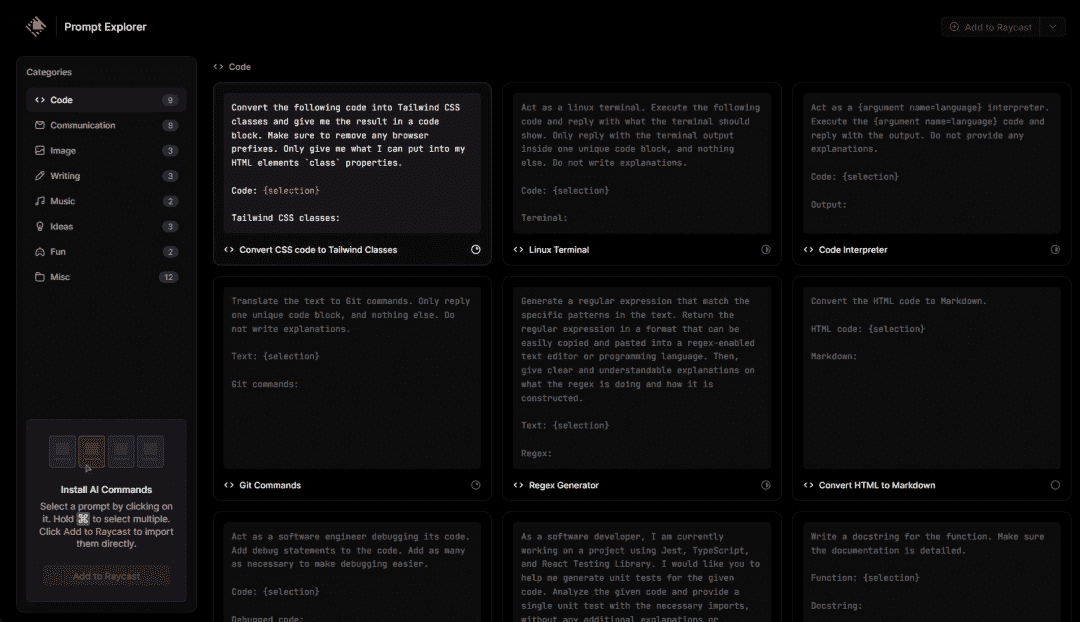 Prompt Explorer
Add to Raycast
Categories
Code 9
Communication 8
Image 3
Writing 3
Music 2
Ideas 3
Fun 2
Misc 12
Install AI Commands
Select a prompt by clicking on
it. Hold ⌘ to select multiple.
Click Add to Raycast to import
them directly.
Add to Raycast
Code
Convert the following code into Tailwind CSS
classes and give me the result in a code
block. Make sure to remove any browser
prefixes. Only give me what I can put into my
HTML elements `class` properties.
Code: {selection}
Tailwind CSS classes:
Convert CSS code to Tailwind Classes
Act as a linux terminal. Execute the following
code and reply with what the terminal should
show. Only reply with the terminal output
inside one unique code block, and nothing
else. Do not write explanations.
Code: {selection}
Terminal:
Linux Terminal
Act as a {argument name=language} interpreter.
Execute the {argument name=language} code and
reply with the output. Do not provide any
explanations.
Code: {selection}
Output:
Code Interpreter
Translate the text to Git commands. Only reply
one unique code block, and nothing else. Do
not write explanations.
Text: {selection}
Git commands:
Git Commands
Generate a regular expression that match the
specific patterns in the text. Return the
regular expression in a format that can be
easily copied and pasted into a regex-enabled
text editor or programming language. Then,
give clear and understandable explanations on
what the regex is doing and how it is
constructed.
Text: {selection}
Regex:
Regex Generator
Convert the HTML code to Markdown.
HTML code: {selection}
Markdown:
Convert HTML to Markdown
Act as a software engineer debugging its code.
Add debug statements to the code. Add as many
as necessary to make debugging easier.
Code: {selection}
Debugged code:
As a software developer, I am currently
working on a project using Jest, TypeScript,
and React Testing Library. I would like you to
help me generate unit tests for the given
code. Analyze the given code and provide a
single unit test with the necessary imports,
without any additional explanations or
Write a docstring for the function. Make sure
the documentation is detailed.
Function: {selection}
Docstring: